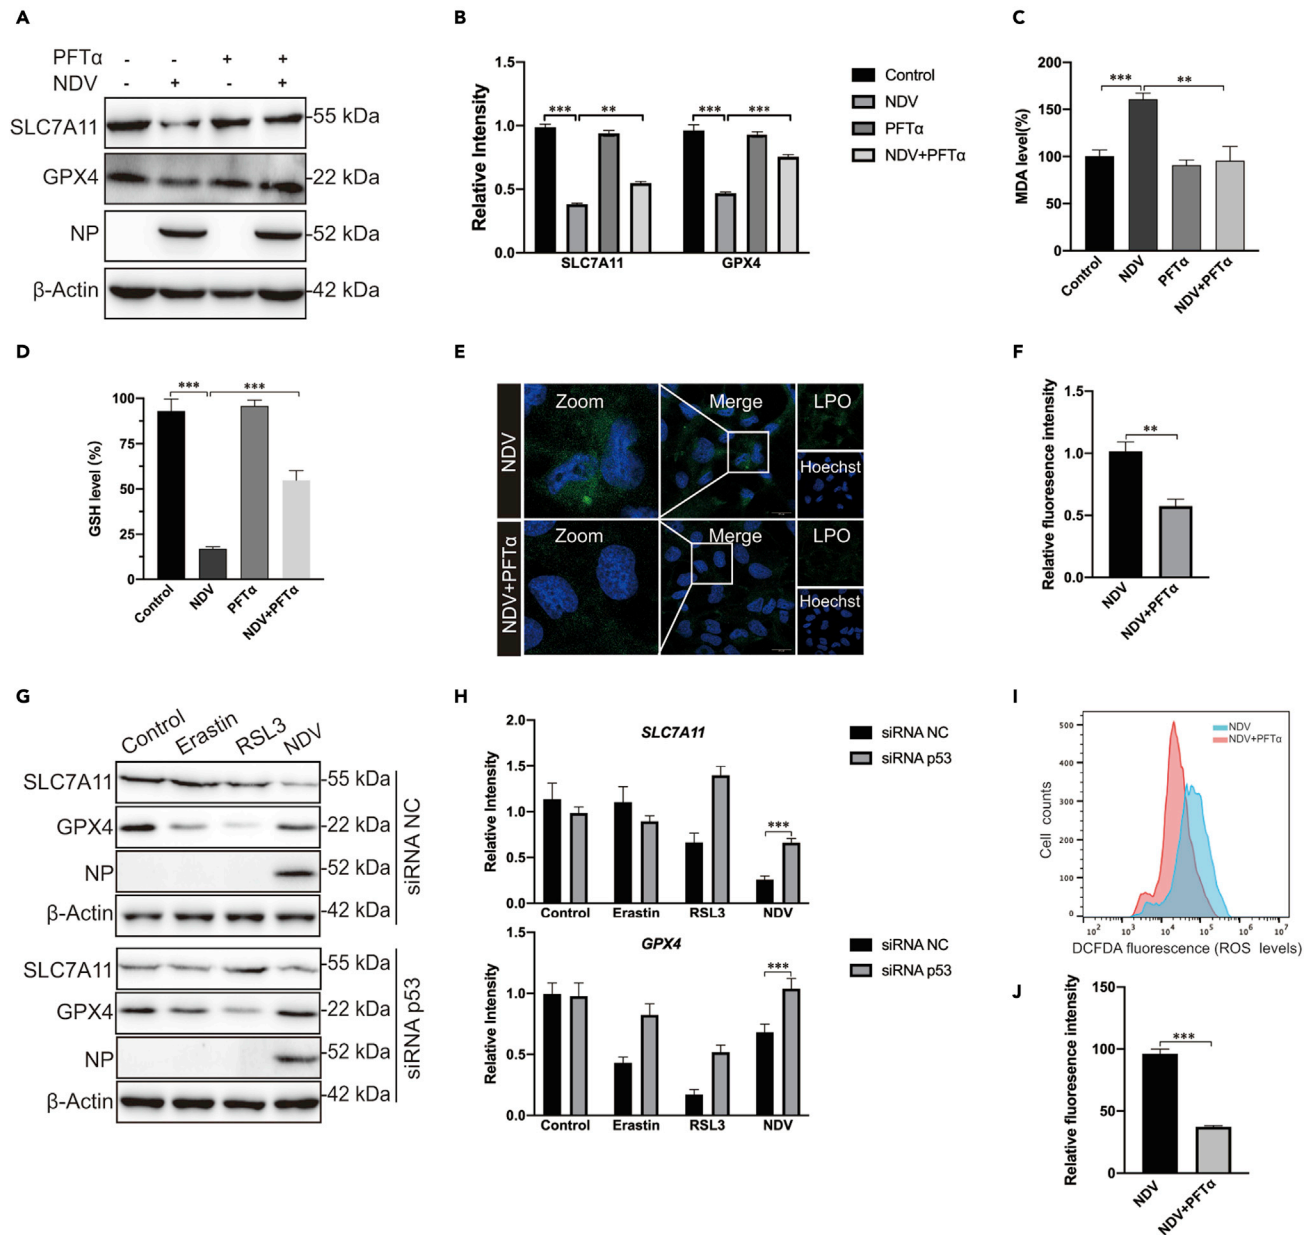 A
PFTα - - + +
NDV - + - +
SLC7A11 -55 kDa
GPX4 -22 kDa
NP -52 kDa
β-Actin -42 kDa
B
Relative Intensity
1.5
1.0
0.5
0.0
*** ** *** ***
SLC7A11 GPX4
Control
NDV
PFTα
NDV+PFTα
C
MDA level(%)
200
150
100
50
0
*** **
Control NDV PFTα NDV+PFTα
D
GSH level (%)
100
75
50
25
0
*** ***
Control NDV PFTα NDV+PFTα
E
NDV
Zoom Merge LPO
Hoechst
NDV+PFTα
Zoom Merge LPO
Hoechst
F
Relative fluoresence intensity
1.5
1.0
0.5
0.0
**
NDV NDV+PFTα
G
Control Erastin RSL3 NDV
SLC7A11 -55 kDa
GPX4 -22 kDa
NP -52 kDa
β-Actin -42 kDa
siRNA NC
SLC7A11 -55 kDa
GPX4 -22 kDa
NP -52 kDa
β-Actin -42 kDa
siRNA p53
H
SLC7A11
Relative Intensity
2.0
1.5
1.0
0.5
0.0
***
Control Erastin RSL3 NDV
siRNA NC
siRNA p53
GPX4
Relative Intensity
1.5
1.0
0.5
0.0
***
Control Erastin RSL3 NDV
siRNA NC
siRNA p53
I
Cell counts
500
400
300
200
100
0
NDV
NDV+PFTα
10² 10³ 10⁴ 10⁵ 10⁶ 10⁷
DCFDA fluorescence (ROS levels)
J
Relative fluoresence intensity
150
100
50
0
***
NDV NDV+PFTα